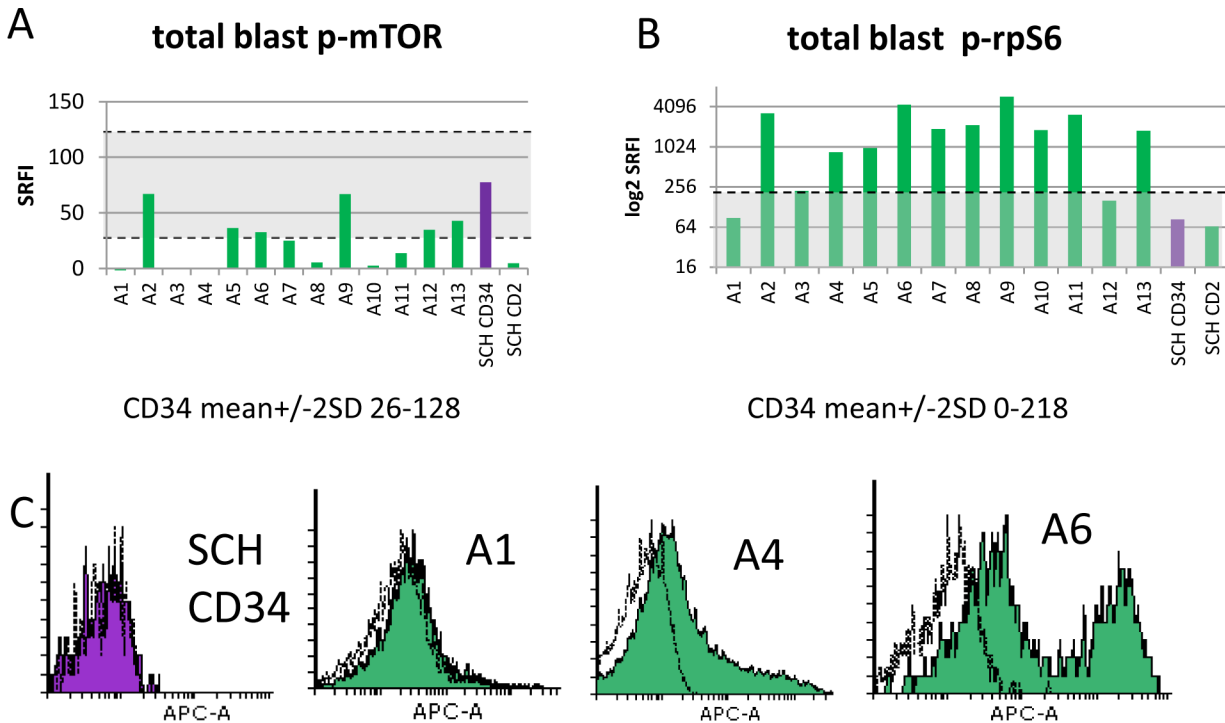 A
total blast p-mTOR
SRFI
150
100
50
0
A1
A2
A3
A4
A5
A6
A7
A8
A9
A10
A11
A12
A13
SCH CD34
SCH CD2
CD34 mean+/-2SD 26-128
B
total blast p-rpS6
log2 SRFI
4096
1024
256
64
16
A1
A2
A3
A4
A5
A6
A7
A8
A9
A10
A11
A12
A13
SCH CD34
SCH CD2
CD34 mean+/-2SD 0-218
C
SCH
CD34
APC-A
A1
APC-A
A4
APC-A
A6
APC-A